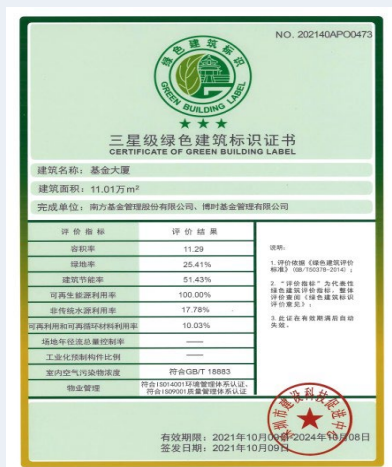 NO. 202140APO0473
绿色建筑标识
GREEN BUILDING LABEL
三星级绿色建筑标识证书
CERTIFICATE OF GREEN BUILDING LABEL
建筑名称：基金大厦
建筑面积：11.01万m²
完成单位：南方基金管理股份有限公司、博时基金管理有限公司
评价指标 评价结果
容积率 11.29
绿地率 25.41%
建筑节能率 51.43%
可再生能源利用率 100.00%
非传统水源利用率 17.78%
可再利用和可再循环材料利用率 10.03%
场地年径流总量控制率 ——
工业化预制构件比例 ——
室内空气污染物浓度 符合GB/T 18883
物业管理 符合ISO14001环境管理体系认证、
符合ISO9001质量管理体系认证
说明：
1.评价依据《绿色建筑评价
标准》（GB/T50378-2014）；
2.“评价指标”为代表性
绿色建筑评价指标，整体
评价查阅《绿色建筑标识
评价意见》。
3.此证在有效期满后自动
失效。
深圳市建设科技促进中心
有效期限：2021年10月09日-2024年10月08日
签发日期：2021年10月09日